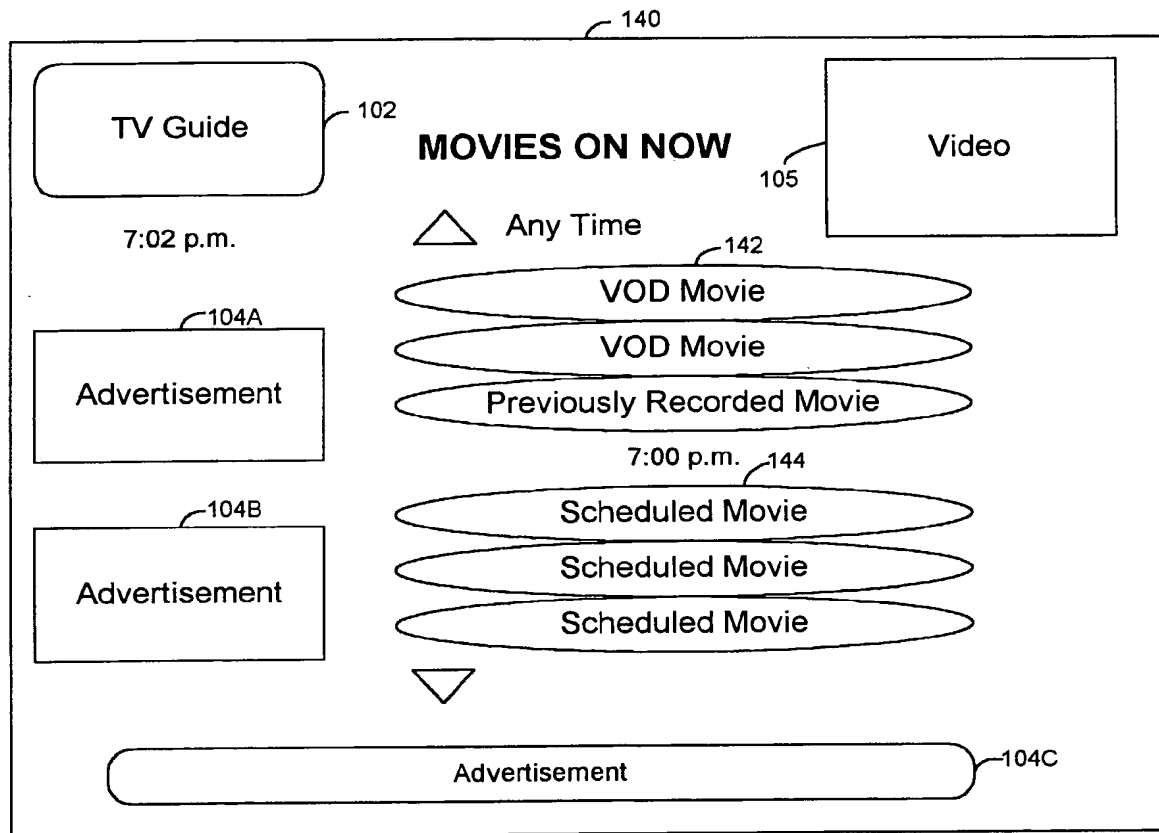 140
TV Guide
102
MOVIES ON NOW
Video
105
7:02 p.m.
Any Time
142
VOD Movie
VOD Movie
Previously Recorded Movie
104A
Advertisement
7:00 p.m.
144
Scheduled Movie
Scheduled Movie
Scheduled Movie
104B
Advertisement
Advertisement
104C